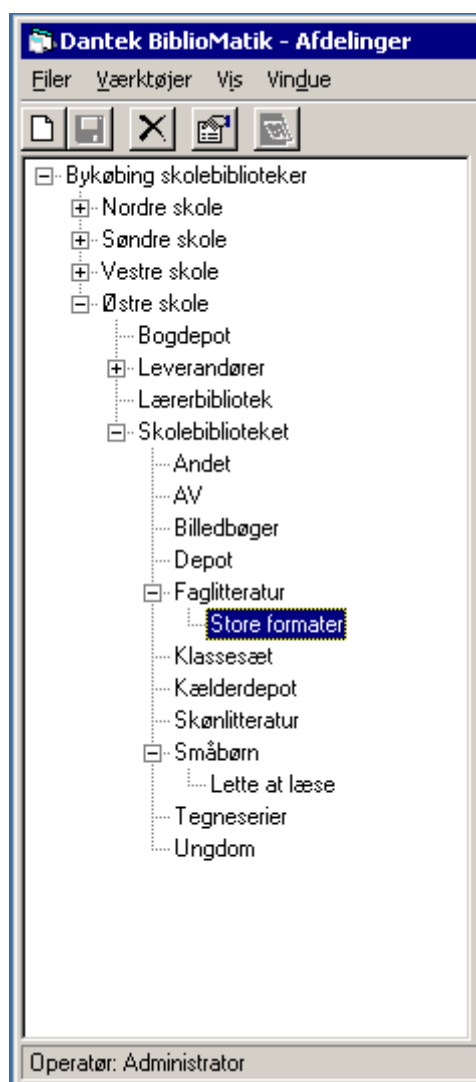 Dantek BiblioMatik - Afdelinger
Filer Værktøjer Vis Vindue
Bykøbing skolebiblioteker
Nordre skole
Søndre skole
Vestre skole
Østre skole
Bogdepot
Leverandører
Lærerbibliotek
Skolebiblioteket
Andet
AV
Billedbøger
Depot
Faglitteratur
Store formater
Klassesæt
Kælderdepot
Skønlitteratur
Småbørn
Lette at læse
Tegneserier
Ungdom
Operatør: Administrator